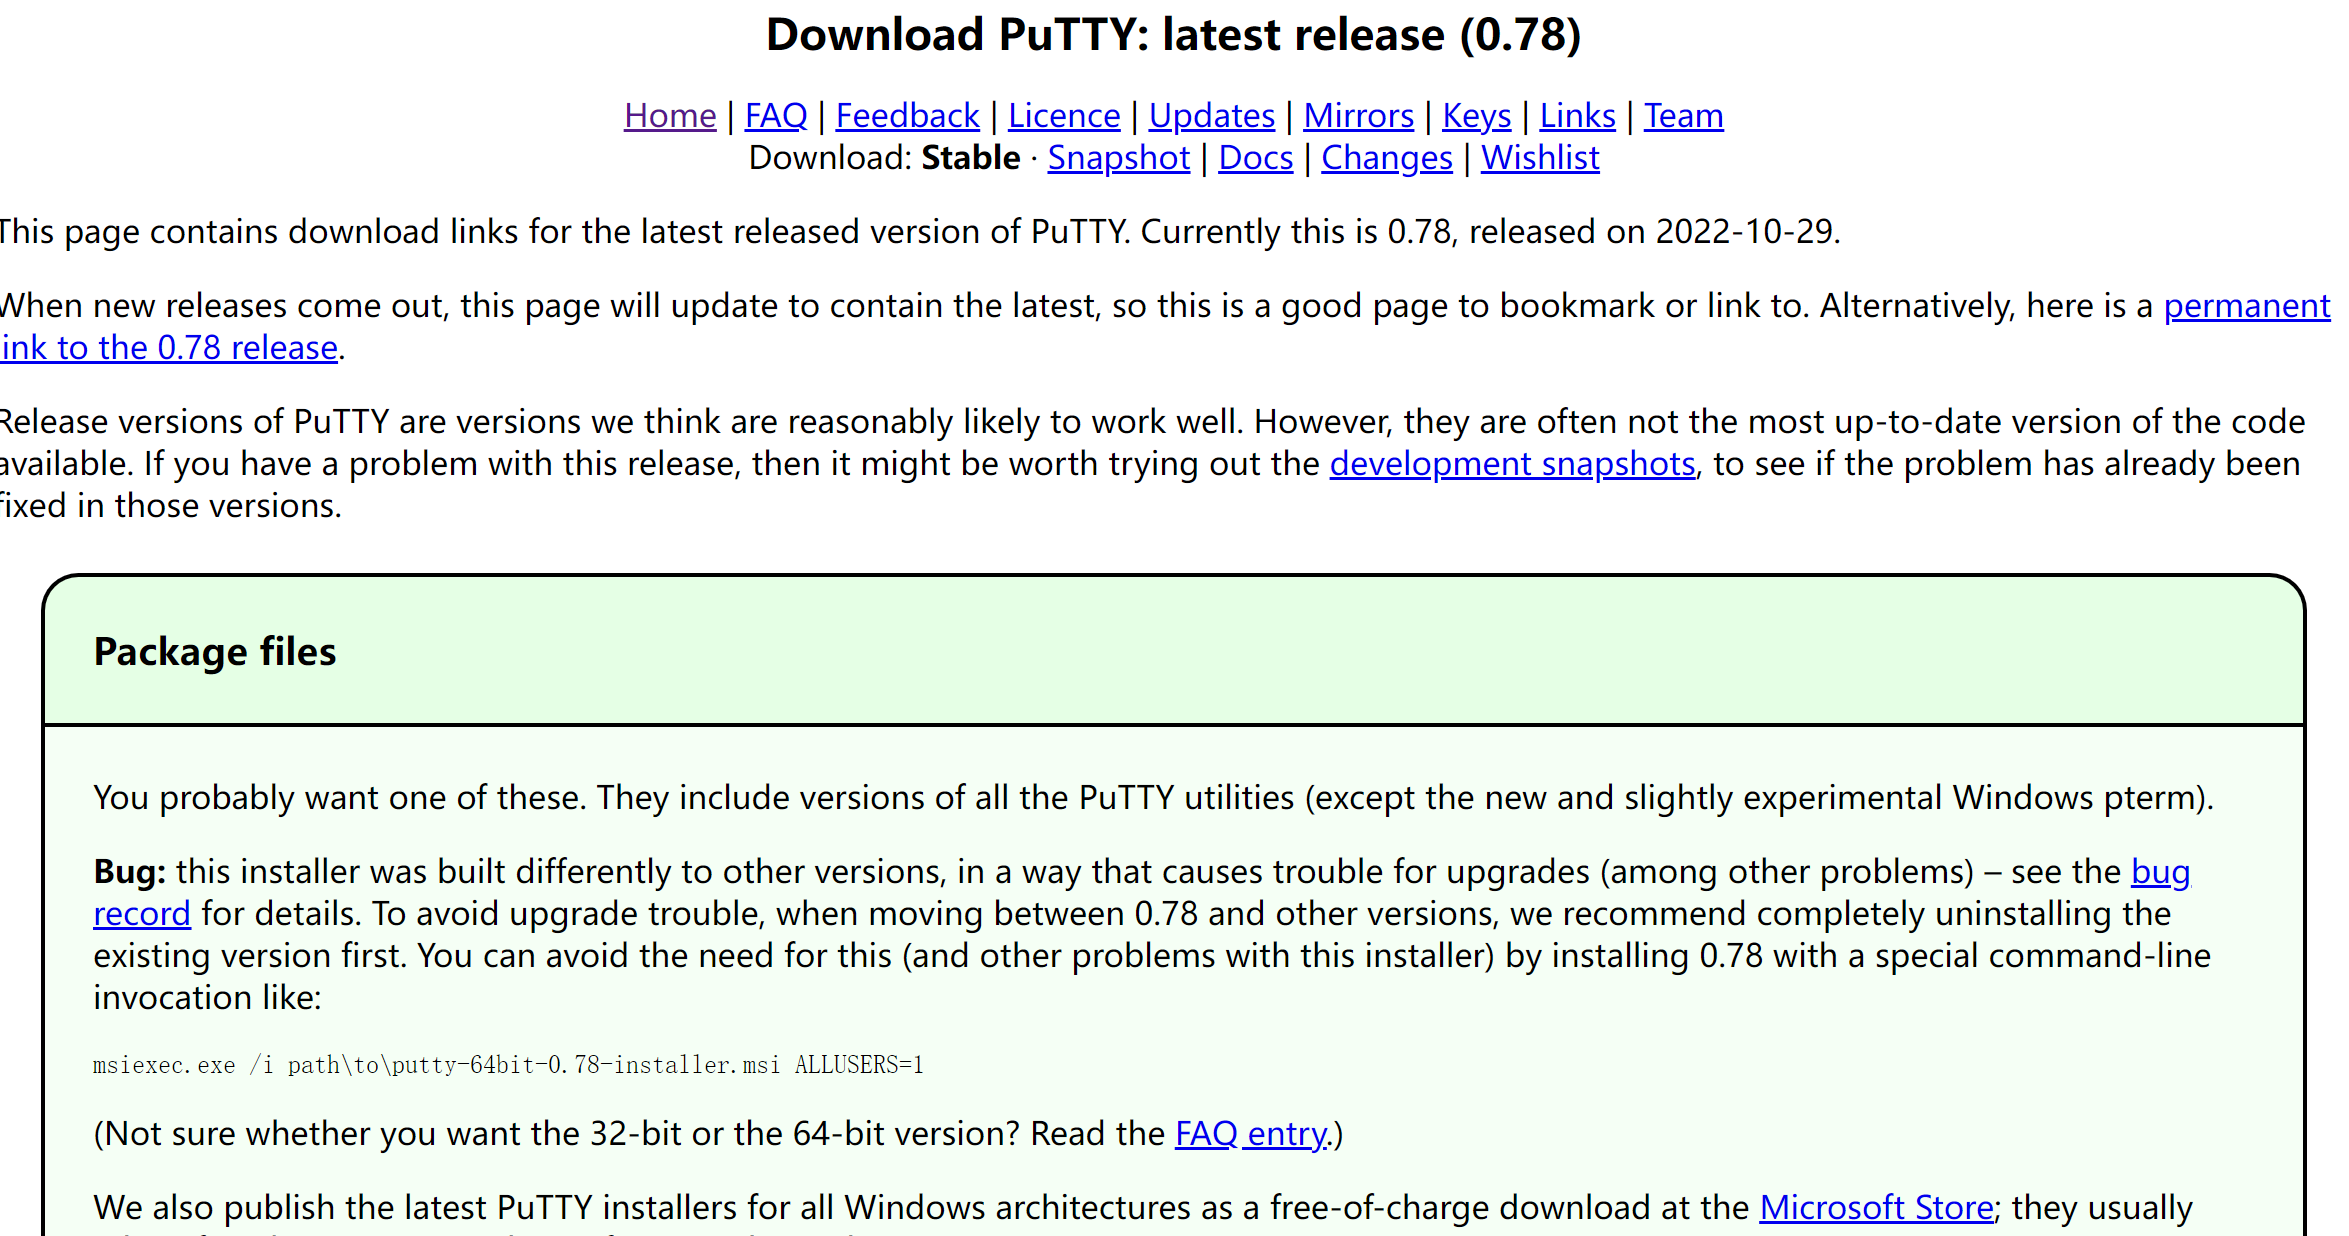 Download PuTTY: latest release (0.78)
Home | FAQ | Feedback | Licence | Updates | Mirrors | Keys | Links | Team
Download: Stable · Snapshot | Docs | Changes | Wishlist
This page contains download links for the latest released version of PuTTY. Currently this is 0.78, released on 2022-10-29.
When new releases come out, this page will update to contain the latest, so this is a good page to bookmark or link to. Alternatively, here is a permanent
link to the 0.78 release.
Release versions of PuTTY are versions we think are reasonably likely to work well. However, they are often not the most up-to-date version of the code
available. If you have a problem with this release, then it might be worth trying out the development snapshots, to see if the problem has already been
fixed in those versions.
Package files
You probably want one of these. They include versions of all the PuTTY utilities (except the new and slightly experimental Windows pterm).
Bug: this installer was built differently to other versions, in a way that causes trouble for upgrades (among other problems) – see the bug
record for details. To avoid upgrade trouble, when moving between 0.78 and other versions, we recommend completely uninstalling the
existing version first. You can avoid the need for this (and other problems with this installer) by installing 0.78 with a special command-line
invocation like:
msiexec.exe /i path\to\putty-64bit-0.78-installer.msi ALLUSERS=1
(Not sure whether you want the 32-bit or the 64-bit version? Read the FAQ entry.)
We also publish the latest PuTTY installers for all Windows architectures as a free-of-charge download at the Microsoft Store; they usually